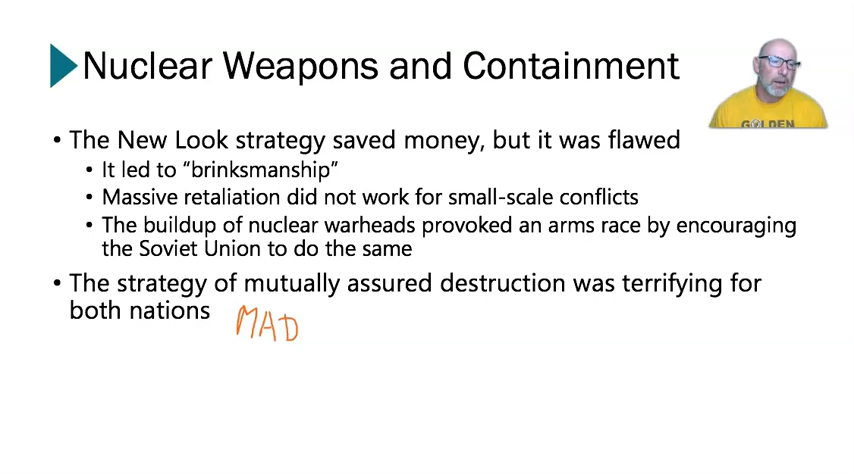 Nuclear Weapons and Containment
• The New Look strategy saved money, but it was flawed
• It led to “brinksmanship”
• Massive retaliation did not work for small-scale conflicts
• The buildup of nuclear warheads provoked an arms race by encouraging
the Soviet Union to do the same
• The strategy of mutually assured destruction was terrifying for
both nations
MAD
GOLDEN